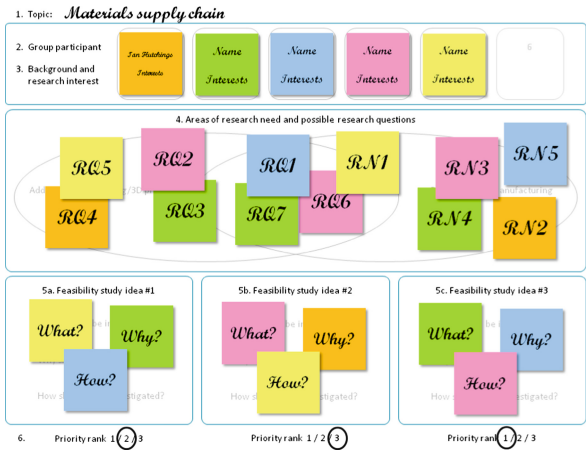 1. Topic: Materials supply chain
2. Group participant
3. Background and research interest
Ian Hutchings
Interests
Name
Interests
Name
Interests
Name
Interests
Name
Interests
6
4. Areas of research need and possible research questions
RQ5
RQ2
RQ1
RN1
RN3
RN5
RQ4
RQ3
RQ7
RQ6
RN4
RN2
/3D
5a. Feasibility study idea #1
What?
Why?
How?
5b. Feasibility study idea #2
What?
Why?
How?
5c. Feasibility study idea #3
What?
Why?
How?
6. Priority rank 1 / 2 / 3
Priority rank 1 / 2 / 3
Priority rank 1 / 2 / 3